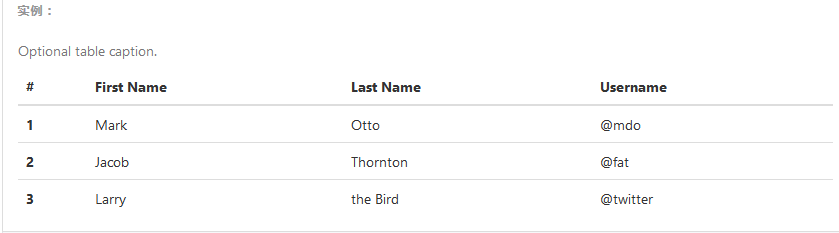 实例：
Optional table caption.
# First Name Last Name Username
1 Mark Otto @mdo
2 Jacob Thornton @fat
3 Larry the Bird @twitter